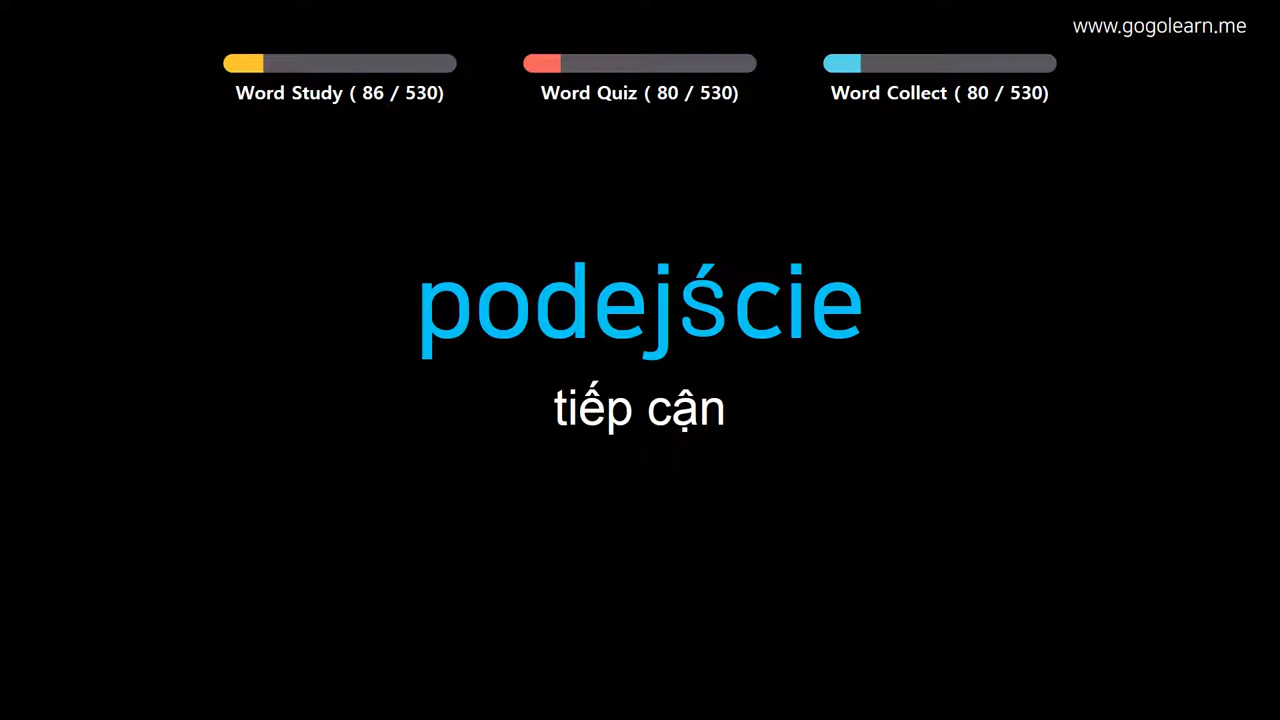 www.gogolearn.me
Word Study ( 86 / 530)
Word Quiz ( 80 / 530)
Word Collect ( 80 / 530)
podejście
tiếp cận